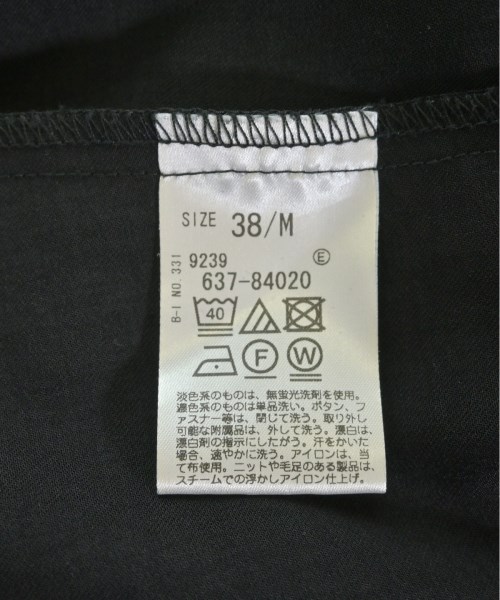 SIZE 38/M
B-I NO. 331
9239 Ⓔ
637-84020
40
F W
淡色系のものは、無蛍光洗剤を使用。
濃色系のものは単品洗い。ボタン、フ
ァスナー等は、閉じて洗う。取り外し
可能な附属品は、外して洗う。漂白は、
漂白剤の指示にしたがう。汗をかいた
場合、速やかに洗う。アイロンは、当
て布使用。ニットや毛足のある製品は、
スチームでの浮かしアイロン仕上げ。